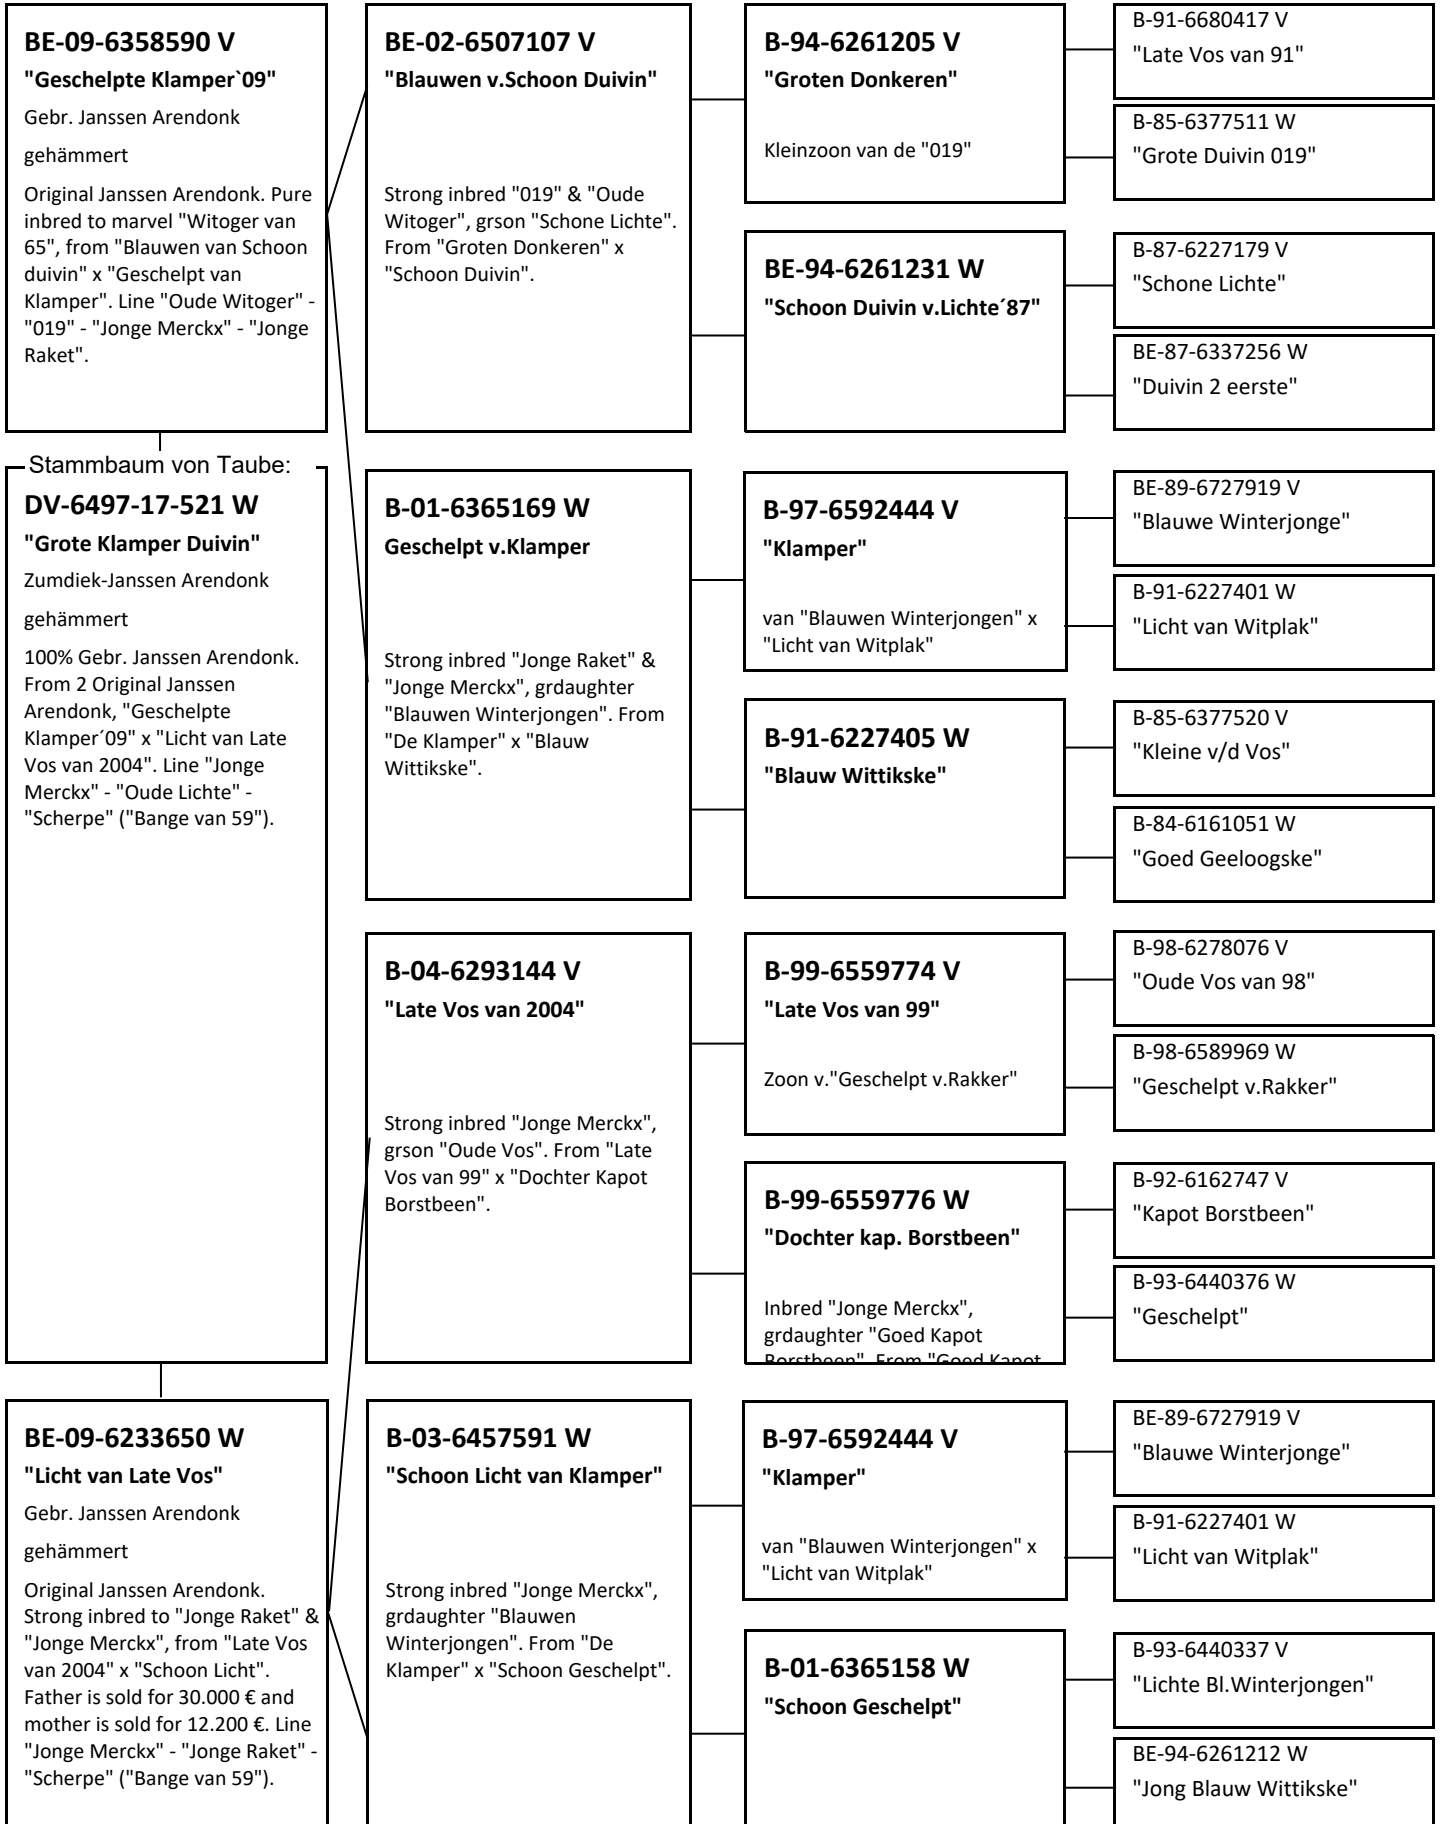 BE-09-6358590 V
"Geschelpte Klamper`09"
Gebr. Janssen Arendonk
gehämmert
Original Janssen Arendonk. Pure
inbred to marvel "Witoger van
65", from "Blauwen van Schoon
duivin" x "Geschelpt van
Klamper". Line "Oude Witoger" -
"019" - "Jonge Merckx" - "Jonge
Raket".
Stammbaum von Taube:
DV-6497-17-521 W
"Grote Klamper Duivin"
Zumdiek-Janssen Arendonk
gehämmert
100% Gebr. Janssen Arendonk.
From 2 Original Janssen
Arendonk, "Geschelpte
Klamper´09" x "Licht van Late
Vos van 2004". Line "Jonge
Merckx" - "Oude Lichte" -
"Scherpe" ("Bange van 59").
BE-09-6233650 W
"Licht van Late Vos"
Gebr. Janssen Arendonk
gehämmert
Original Janssen Arendonk.
Strong inbred to "Jonge Raket" &
"Jonge Merckx", from "Late Vos
van 2004" x "Schoon Licht".
Father is sold for 30.000 € and
mother is sold for 12.200 €. Line
"Jonge Merckx" - "Jonge Raket" -
"Scherpe" ("Bange van 59").
BE-02-6507107 V
"Blauwen v.Schoon Duivin"
Strong inbred "019" & "Oude
Witoger", grson "Schone Lichte".
From "Groten Donkeren" x
"Schoon Duivin".
B-01-6365169 W
Geschelpt v.Klamper
Strong inbred "Jonge Raket" &
"Jonge Merckx", grdaughter
"Blauwen Winterjongen". From
"De Klamper" x "Blauw
Wittikske".
B-04-6293144 V
"Late Vos van 2004"
Strong inbred "Jonge Merckx",
grson "Oude Vos". From "Late
Vos van 99" x "Dochter Kapot
Borstbeen".
B-03-6457591 W
"Schoon Licht van Klamper"
Strong inbred "Jonge Merckx",
grdaughter "Blauwen
Winterjongen". From "De
Klamper" x "Schoon Geschelpt".
B-94-6261205 V
"Groten Donkeren"
Kleinzoon van de "019"
BE-94-6261231 W
"Schoon Duivin v.Lichte´87"
B-97-6592444 V
"Klamper"
van "Blauwen Winterjongen" x
"Licht van Witplak"
B-91-6227405 W
"Blauw Wittikske"
B-99-6559774 V
"Late Vos van 99"
Zoon v."Geschelpt v.Rakker"
B-99-6559776 W
"Dochter kap. Borstbeen"
Inbred "Jonge Merckx",
grdaughter "Goed Kapot
Borstbeen". From "Goed Kapot
B-97-6592444 V
"Klamper"
van "Blauwen Winterjongen" x
"Licht van Witplak"
B-01-6365158 W
"Schoon Geschelpt"
B-91-6680417 V
"Late Vos van 91"
B-85-6377511 W
"Grote Duivin 019"
B-87-6227179 V
"Schone Lichte"
BE-87-6337256 W
"Duivin 2 eerste"
BE-89-6727919 V
"Blauwe Winterjonge"
B-91-6227401 W
"Licht van Witplak"
B-85-6377520 V
"Kleine v/d Vos"
B-84-6161051 W
"Goed Geeloogske"
B-98-6278076 V
"Oude Vos van 98"
B-98-6589969 W
"Geschelpt v.Rakker"
B-92-6162747 V
"Kapot Borstbeen"
B-93-6440376 W
"Geschelpt"
BE-89-6727919 V
"Blauwe Winterjonge"
B-91-6227401 W
"Licht van Witplak"
B-93-6440337 V
"Lichte Bl.Winterjongen"
BE-94-6261212 W
"Jong Blauw Wittikske"